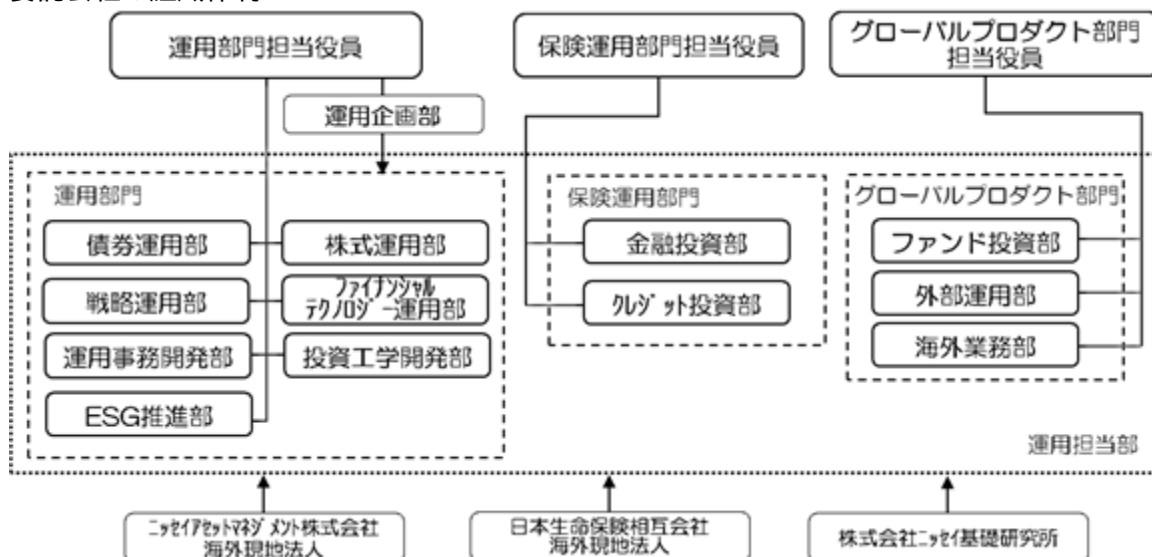 運用部門担当役員
保険運用部門担当役員
グローバルプロダクト部門
担当役員
運用企画部
運用部門
保険運用部門
グローバルプロダクト部門
債券運用部
株式運用部
金融投資部
ファンド投資部
戦略運用部
ファイナンシャル
テクノロジー運用部
クレジット投資部
外部運用部
運用事務開発部
投資工学開発部
海外業務部
ESG推進部
運用担当部
ニッセイアセットマネジメント株式会社
海外現地法人
日本生命保険相互会社
海外現地法人
株式会社ニッセイ基礎研究所